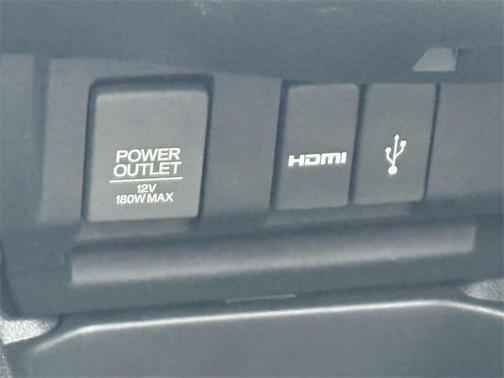 POWER
OUTLET
12V
180W MAX
HDMI